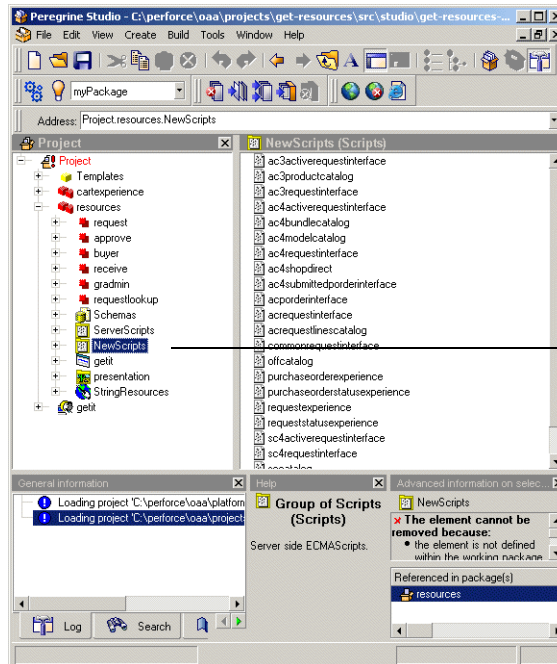 Peregrine Studio - C:\perforce\oaa\projects\get-resources\src\studio\get-resources-...
File Edit View Create Build Tools Window Help
myPackage
Address: Project.resources.NewScripts
Project
Project
Templates
cartexperience
resources
request
approve
buyer
receive
gradmin
requestlookup
Schemas
ServerScripts
NewScripts
getit
presentation
StringResources
getit
NewScripts (Scripts)
ac3activerequestinterface
ac3productcatalog
ac3requestinterface
ac4activerequestinterface
ac4bundlecatalog
ac4modelcatalog
ac4requestinterface
ac4shopdirect
ac4submittedporderinterface
acporderinterface
acrequestinterface
acrequestlinescatalog
commonrequestinterface
offcatalog
purchaseorderexperience
purchaseorderstatusexperience
requestexperience
requeststatusexperience
sc4activerequestinterface
sc4requestinterface
General information
Loading project 'C:\perforce\oaa\platform
Loading project 'C:\perforce\oaa\project
Log Search
Help
Group of Scripts
(Scripts)
Server side ECMAScripts.
Advanced information on selec...
NewScripts
The element cannot be
removed because:
• the element is not defined
within the working package
Referenced in package(s)
resources